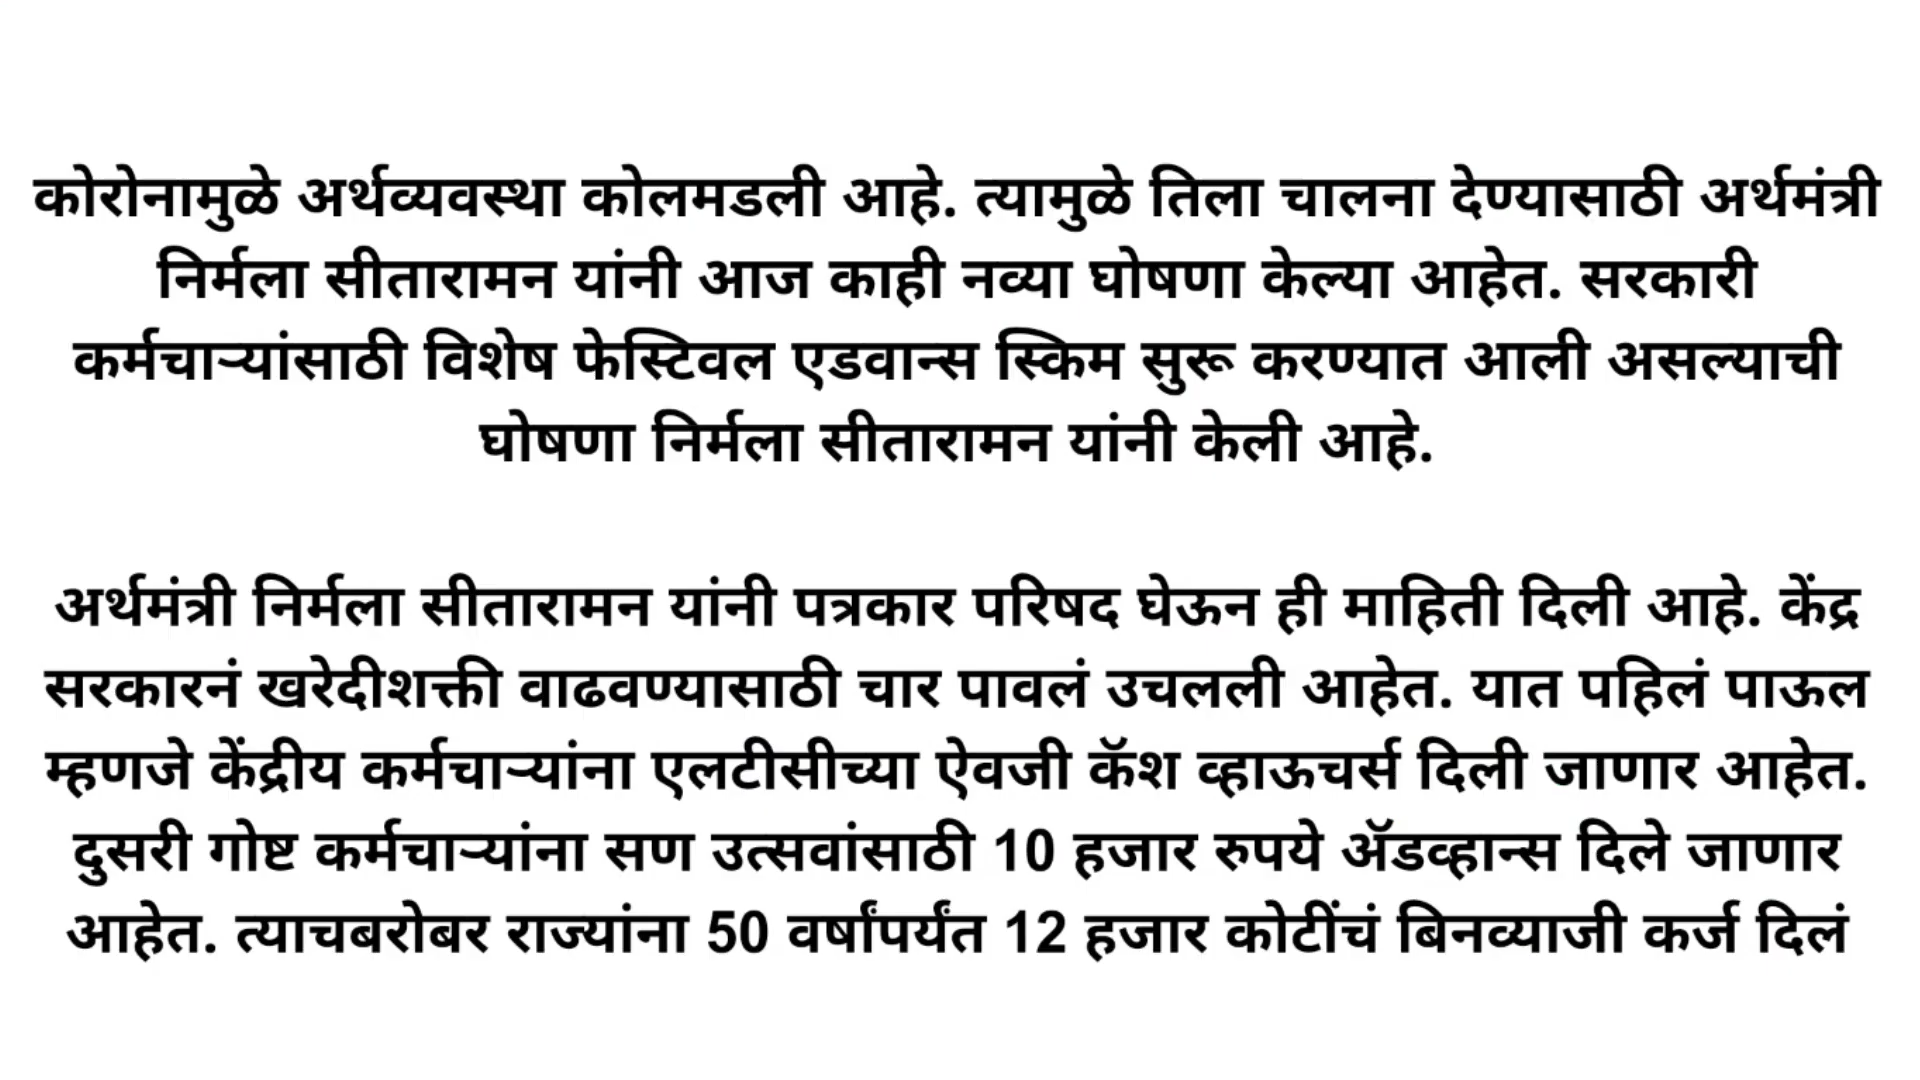 कोरोनामुळे अर्थव्यवस्था कोलमडली आहे. त्यामुळे तिला चालना देण्यासाठी अर्थमंत्री
निर्मला सीतारामन यांनी आज काही नव्या घोषणा केल्या आहेत. सरकारी
कर्मचाऱ्यांसाठी विशेष फेस्टिवल एडवान्स स्किम सुरू करण्यात आली असल्याची
घोषणा निर्मला सीतारामन यांनी केली आहे.
अर्थमंत्री निर्मला सीतारामन यांनी पत्रकार परिषद घेऊन ही माहिती दिली आहे. केंद्र
सरकारनं खरेदीशक्ती वाढवण्यासाठी चार पावलं उचलली आहेत. यात पहिलं पाऊल
म्हणजे केंद्रीय कर्मचाऱ्यांना एलटीसीच्या ऐवजी कॅश व्हाऊचर्स दिली जाणार आहेत.
दुसरी गोष्ट कर्मचाऱ्यांना सण उत्सवांसाठी 10 हजार रुपये ॲडव्हान्स दिले जाणार
आहेत. त्याचबरोबर राज्यांना 50 वर्षांपर्यंत 12 हजार कोटींचं बिनव्याजी कर्ज दिलं